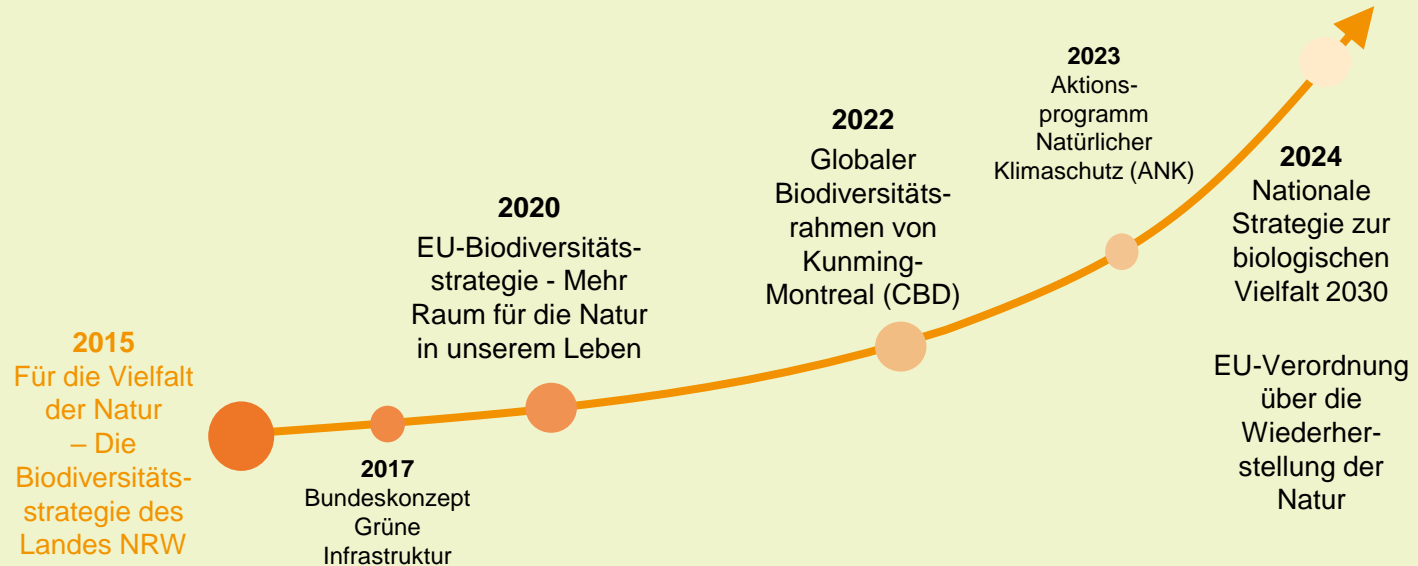 2015
Für die Vielfalt
der Natur
– Die
Biodiversitäts-
strategie des
Landes NRW
2017
Bundeskonzept
Grüne
Infrastruktur
2020
EU-Biodiversitäts-
strategie - Mehr
Raum für die Natur
in unserem Leben
2022
Globaler
Biodiversitäts-
rahmen von
Kunming-
Montreal (CBD)
2023
Aktions-
programm
Natürlicher
Klimaschutz (ANK)
2024
Nationale
Strategie zur
biologischen
Vielfalt 2030
EU-Verordnung
über die
Wiederher-
stellung der
Natur